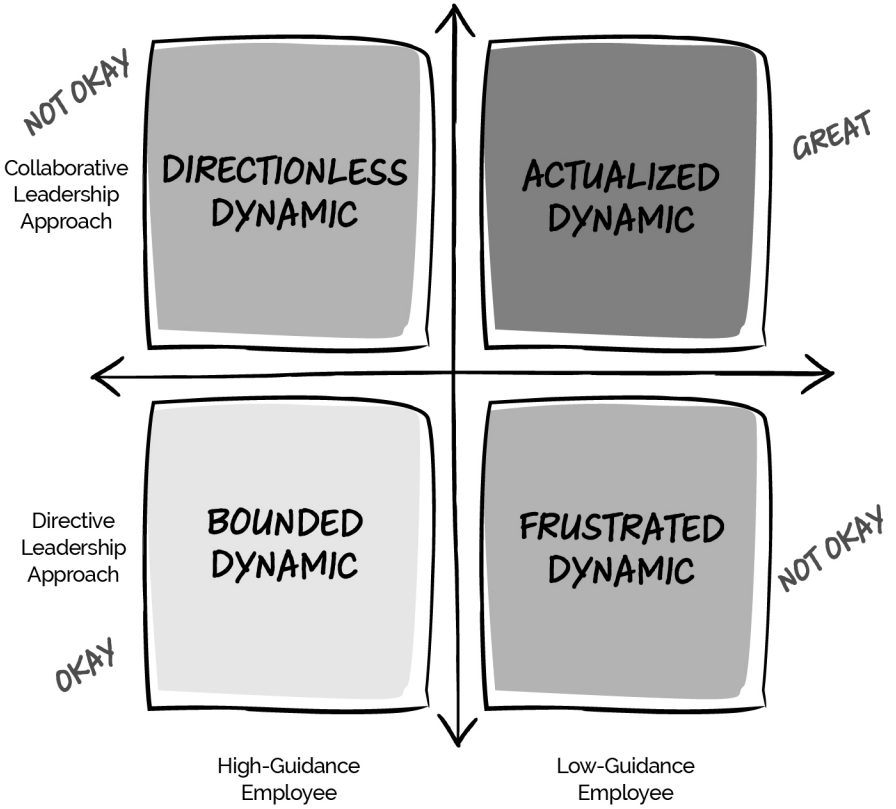 NOT OKAY
Collaborative
Leadership
Approach
DIRECTIONLESS
DYNAMIC
ACTUALIZED
DYNAMIC
GREAT
Directive
Leadership
Approach
OKAY
BOUNDED
DYNAMIC
FRUSTRATED
DYNAMIC
NOT OKAY
High-Guidance
Employee
Low-Guidance
Employee